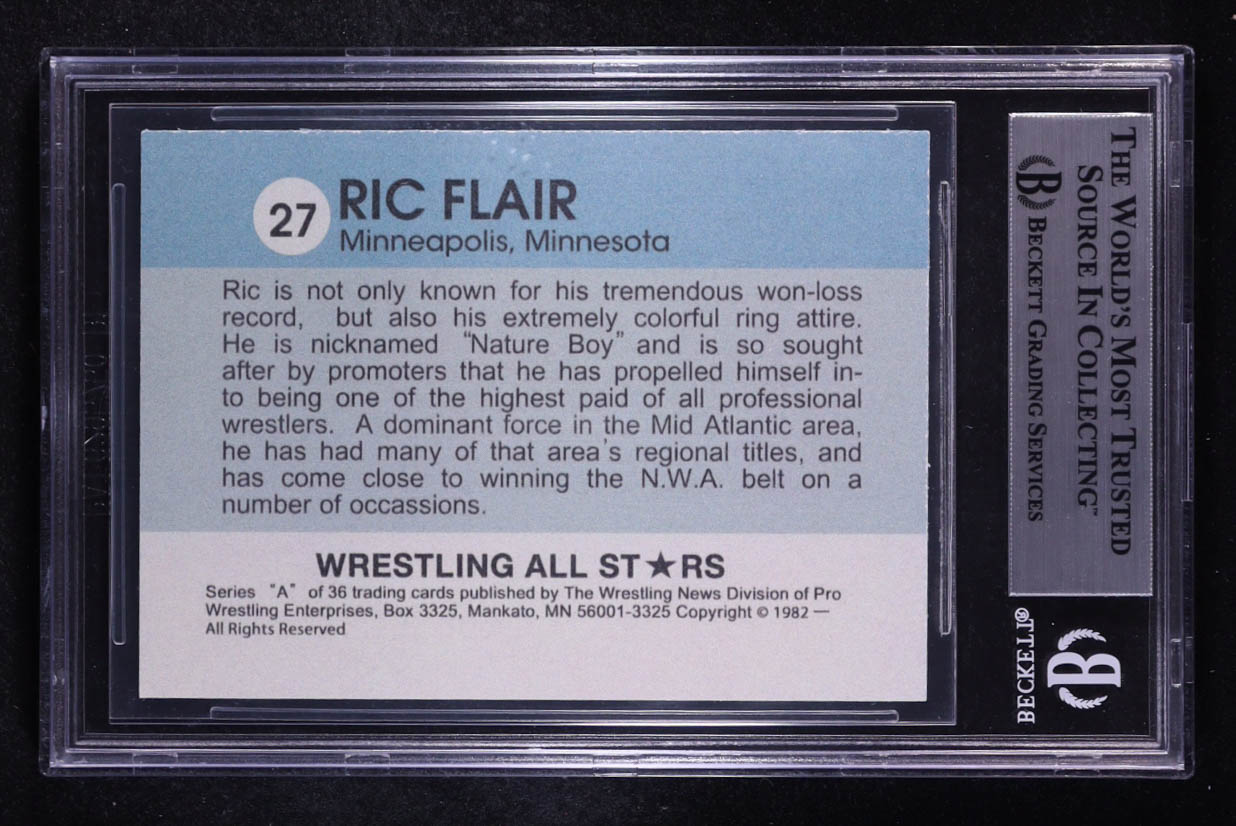 27
RIC FLAIR
Minneapolis, Minnesota
Ric is not only known for his tremendous won-loss
record, but also his extremely colorful ring attire.
He is nicknamed "Nature Boy" and is so sought
after by promoters that he has propelled himself in-
to being one of the highest paid of all professional
wrestlers. A dominant force in the Mid Atlantic area,
he has had many of that area's regional titles, and
has come close to winning the N.W.A. belt on a
number of occassions.
WRESTLING ALL ST★RS
Series "A" of 36 trading cards published by The Wrestling News Division of Pro
Wrestling Enterprises, Box 3325, Mankato, MN 56001-3325 Copyright © 1982 —
All Rights Reserved
THE WORLD'S MOST TRUSTED
SOURCE IN COLLECTING™
B BECKETT GRADING SERVICES
BECKETT®
B